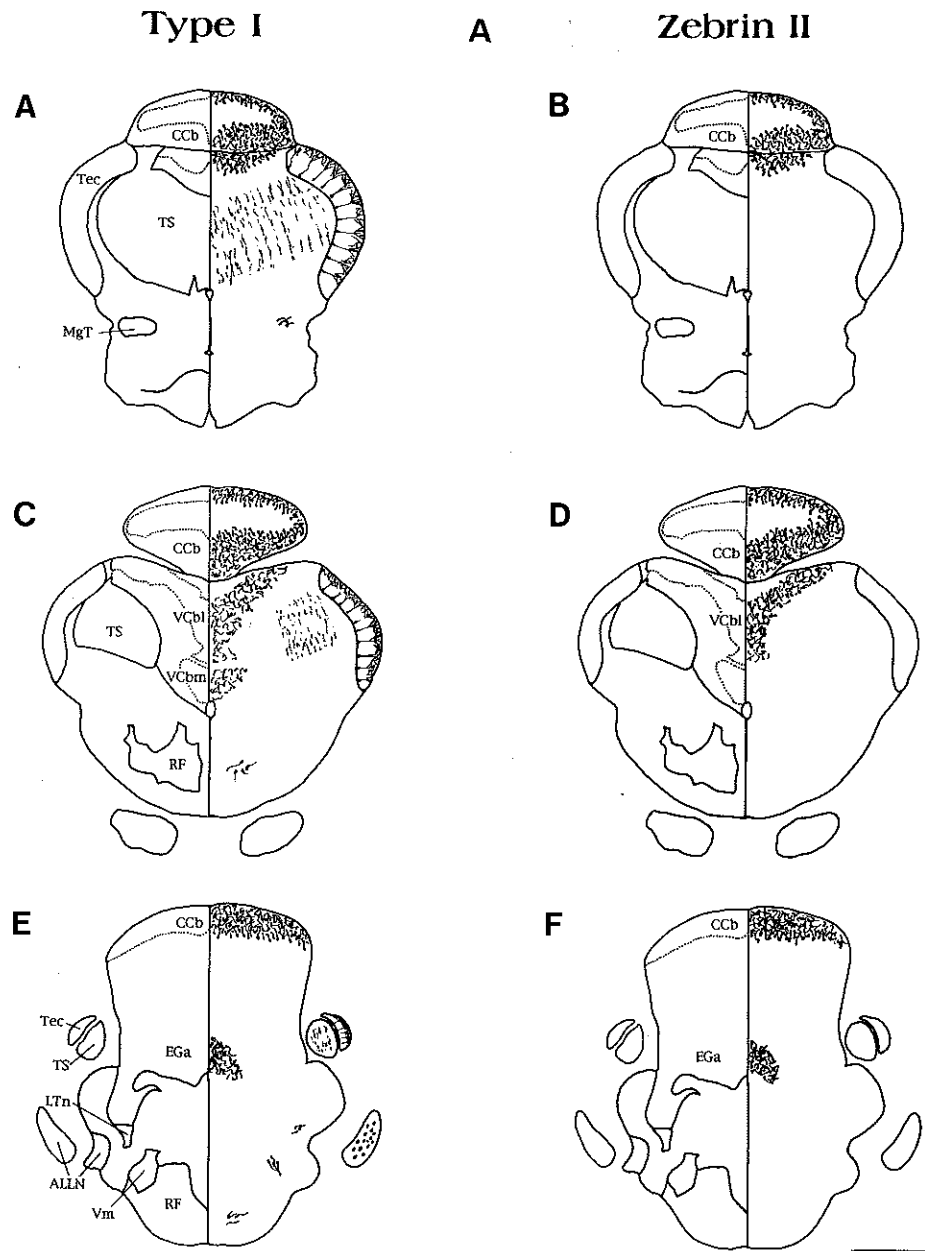 Type I A Zebrin II
A B
CCb CCb
Tec
TS
MgT
C D
CCb CCb
VCbl VCbl
TS
VCbm
RF
E F
CCb CCb
Tec
EGa EGa
TS
LTn
ALLN
Vm RF